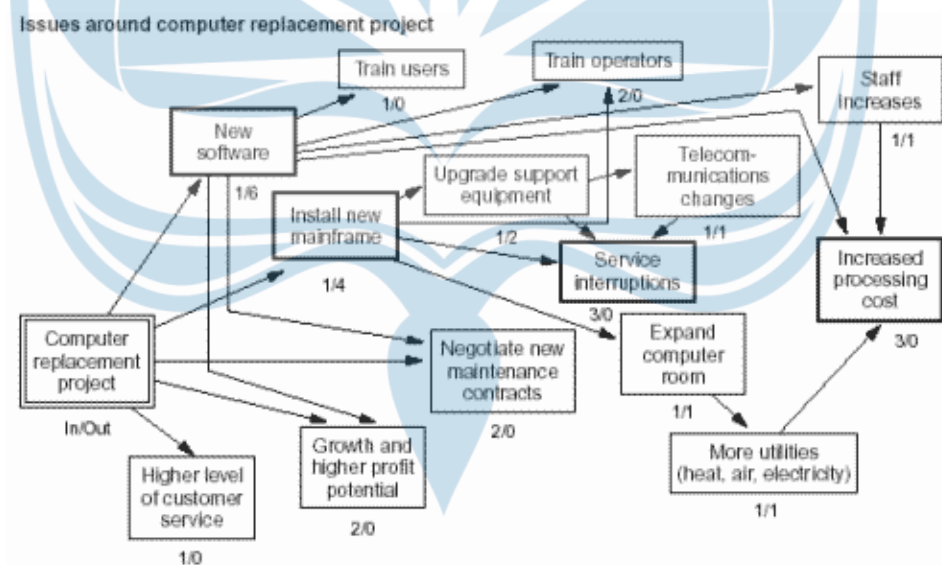 Issues around computer replacement project
Train users
1/0
Train operators
2/0
Staff
increases
1/1
New
software
1/6
Upgrade support
equipment
1/2
Telecom-
munications
changes
1/1
Install new
mainframe
1/4
Service
interruptions
3/0
Increased
processing
cost
3/0
Computer
replacement
project
In/Out
Negotiate new
maintenance
contracts
2/0
Expand
computer
room
1/1
Growth and
higher profit
potential
2/0
More utilities
(heat, air, electricity)
1/1
Higher level
of customer
service
1/0